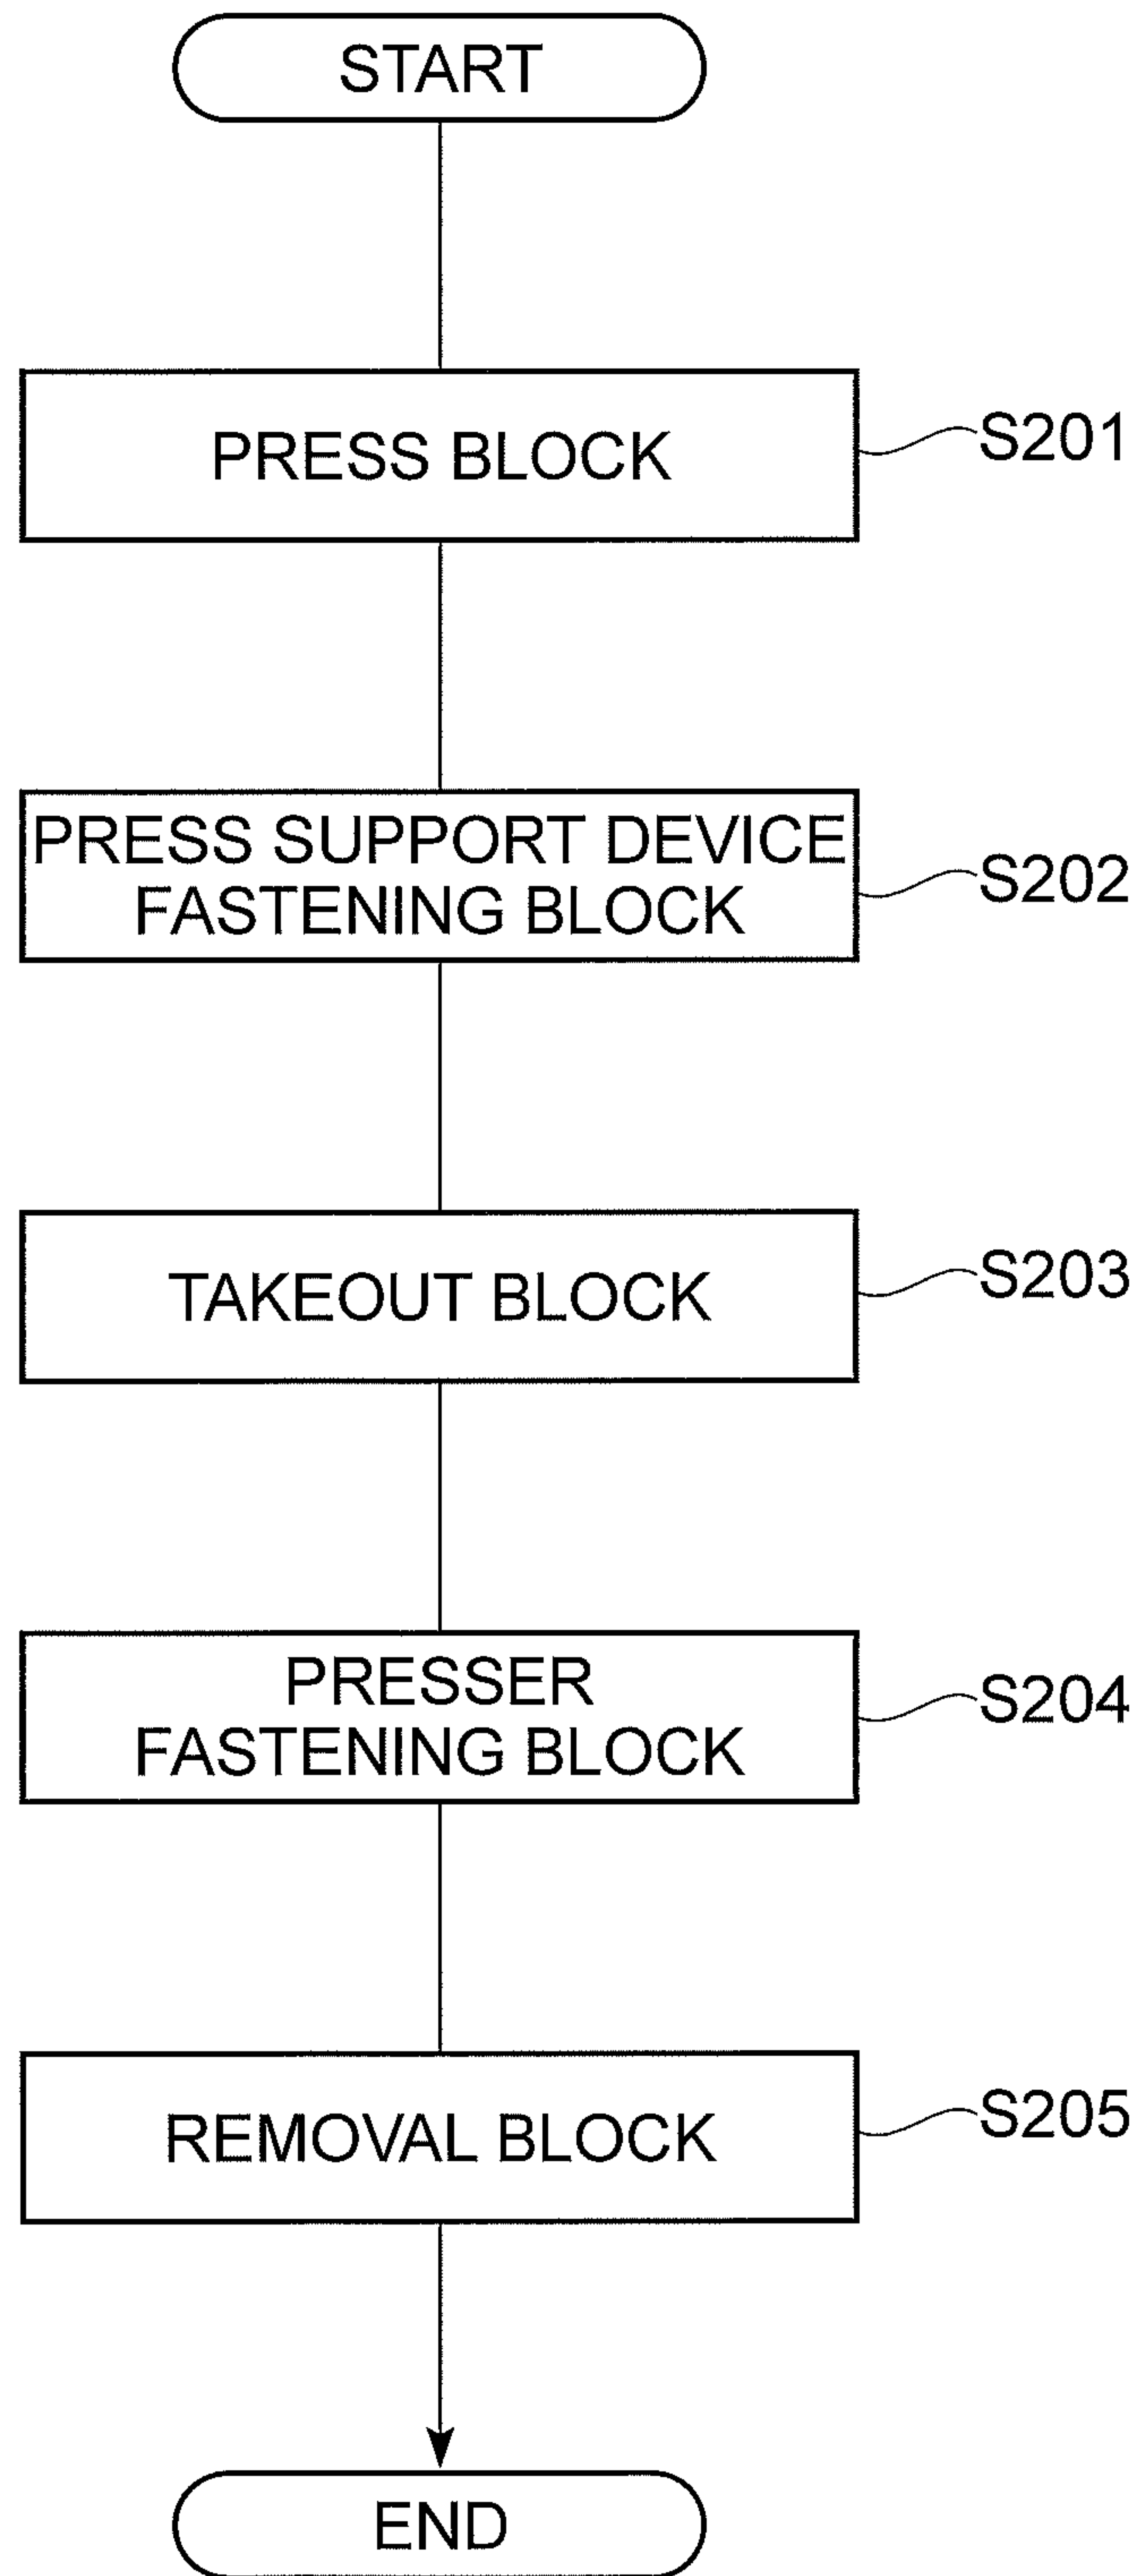 START
PRESS BLOCK
S201
PRESS SUPPORT DEVICE
FASTENING BLOCK
S202
TAKEOUT BLOCK
S203
PRESSER
FASTENING BLOCK
S204
REMOVAL BLOCK
S205
END